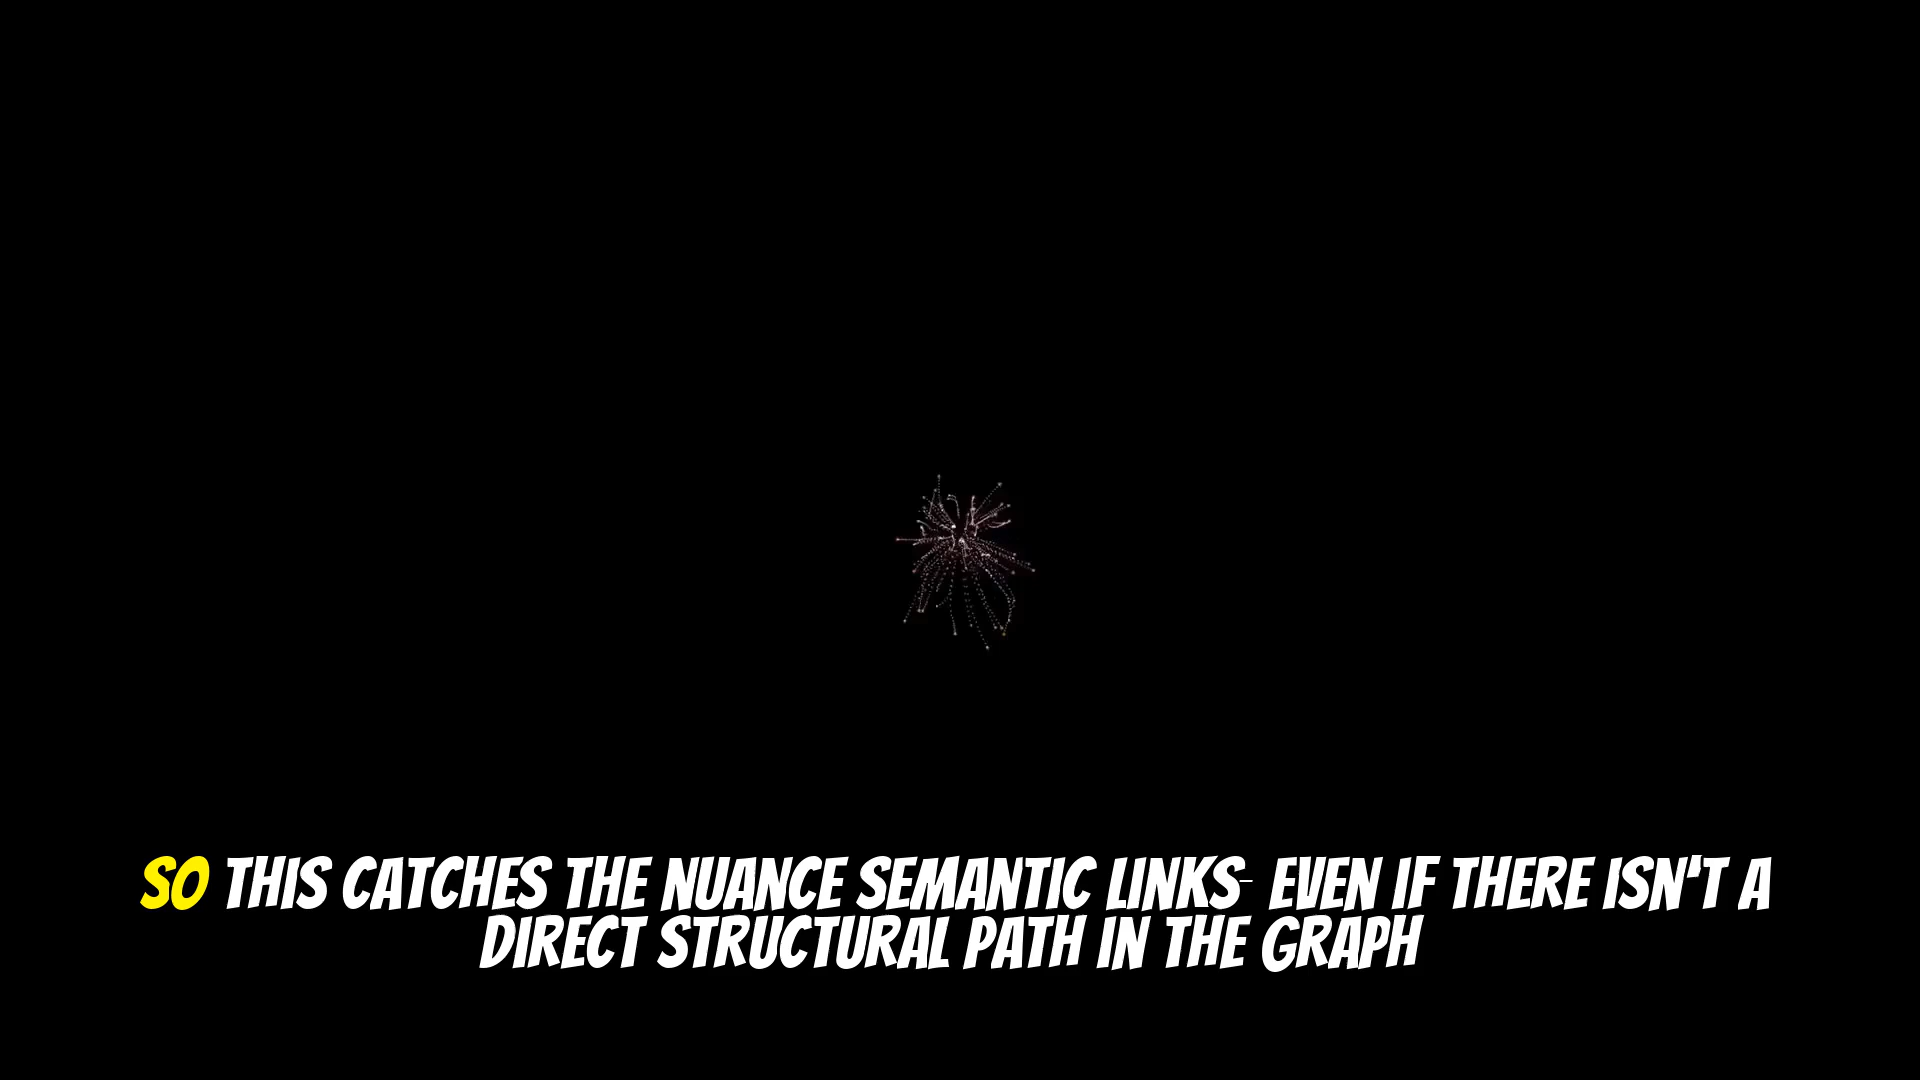 SO THIS CATCHES THE NUANCE SEMANTIC LINKS- EVEN IF THERE ISN'T A
DIRECT STRUCTURAL PATH IN THE GRAPH